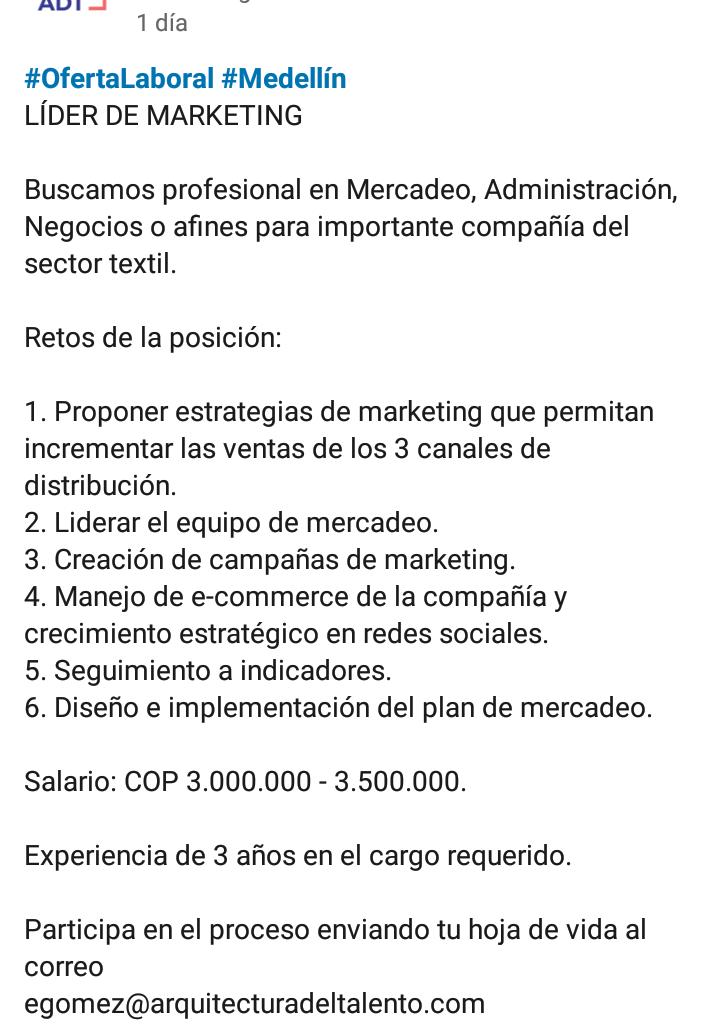 ADT
1 día
#OfertaLaboral #Medellín
LÍDER DE MARKETING
Buscamos profesional en Mercadeo, Administración,
Negocios o afines para importante compañía del
sector textil.
Retos de la posición:
1. Proponer estrategias de marketing que permitan
incrementar las ventas de los 3 canales de
distribución.
2. Liderar el equipo de mercadeo.
3. Creación de campañas de marketing.
4. Manejo de e-commerce de la compañía y
crecimiento estratégico en redes sociales.
5. Seguimiento a indicadores.
6. Diseño e implementación del plan de mercadeo.
Salario: COP 3.000.000 - 3.500.000.
Experiencia de 3 años en el cargo requerido.
Participa en el proceso enviando tu hoja de vida al
correo
egomez@arquitecturadeltalento.com